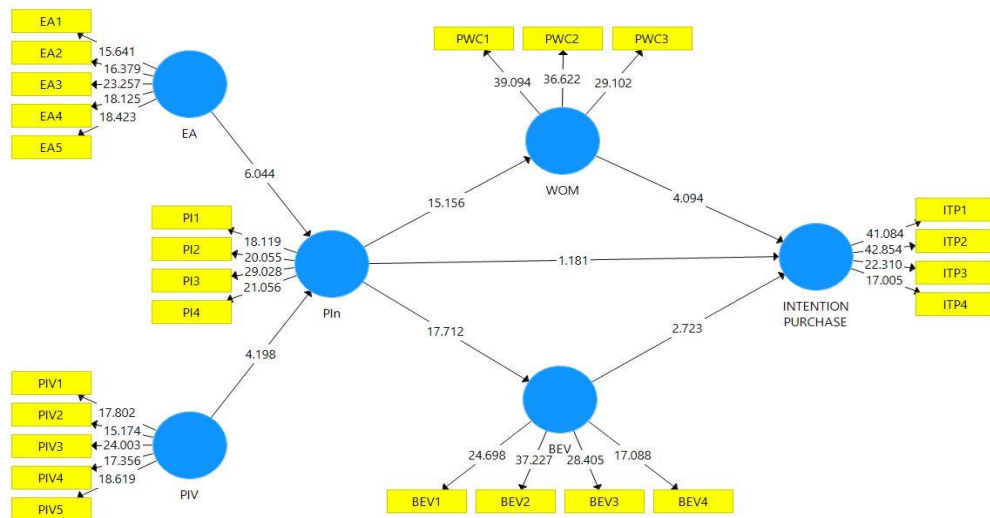 EA1
EA2
EA3
EA4
EA5
15.641
16.379
23.257
18.125
18.423
EA
6.044
PWC1
PWC2
PWC3
39.094
36.622
29.102
WOM
15.156
4.094
PI1
PI2
PI3
PI4
18.119
20.055
29.028
21.056
PIn
1.181
ITP1
ITP2
ITP3
ITP4
41.084
42.854
22.310
17.005
INTENTION
PURCHASE
17.712
2.723
4.198
PIV1
PIV2
PIV3
PIV4
PIV5
17.802
15.174
24.003
17.356
18.619
PIV
BEV
24.698
37.227
28.405
17.088
BEV1
BEV2
BEV3
BEV4